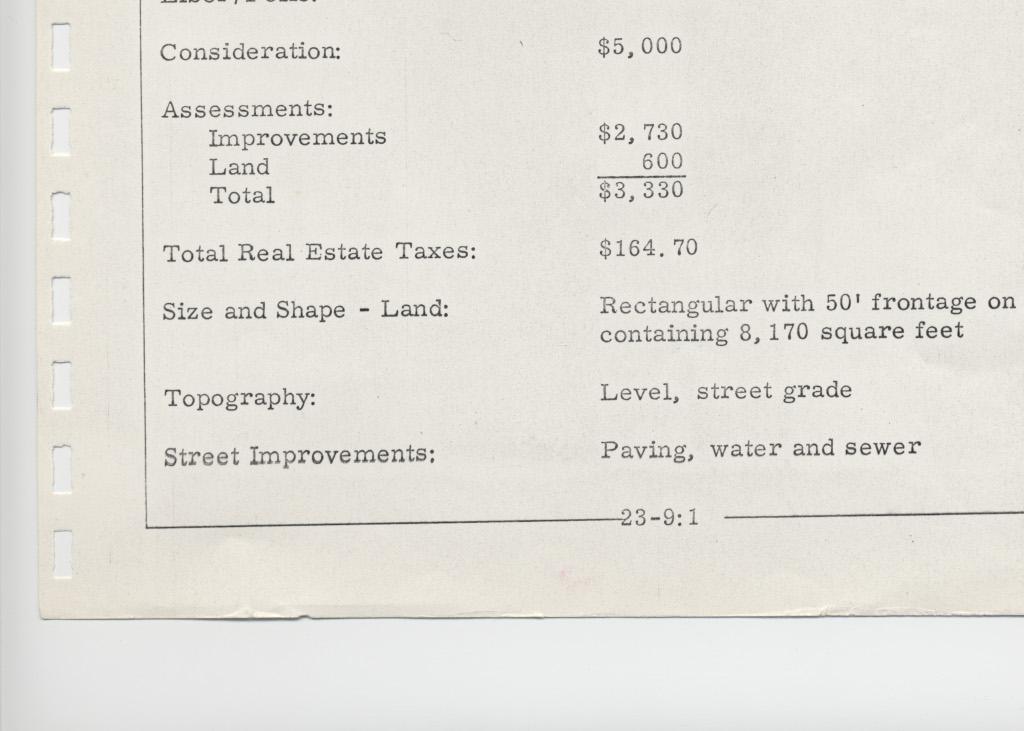 Consideration: $5,000
Assessments:
Improvements $2,730
Land 600
Total $3,330
Total Real Estate Taxes: $164.70
Size and Shape - Land: Rectangular with 50' frontage on
containing 8,170 square feet
Topography: Level, street grade
Street Improvements: Paving, water and sewer
23-9:1